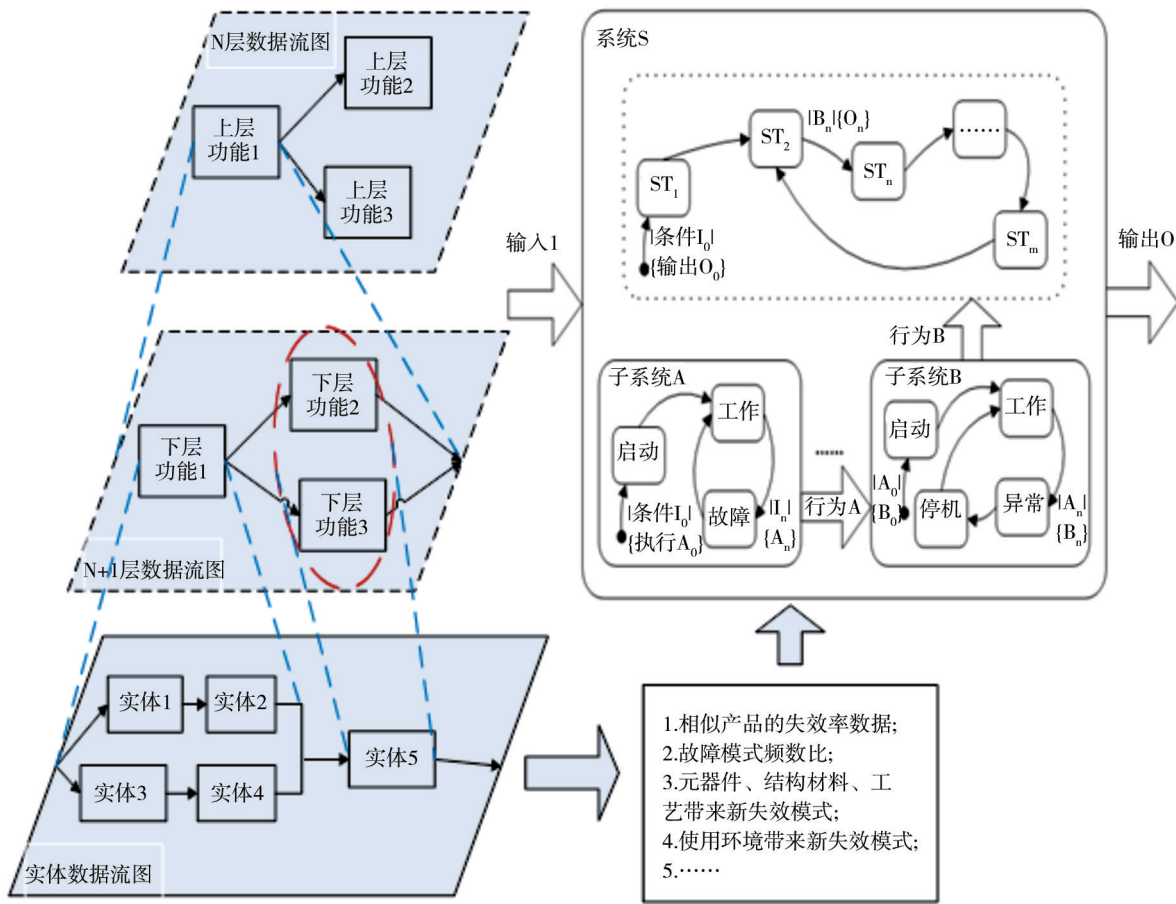 N层数据流图
上层
功能2
上层
功能1
上层
功能3
下层
功能2
下层
功能1
下层
功能3
N+1层数据流图
实体1
实体2
实体5
实体3
实体4
实体数据流图
输入1
系统S
ST₁
ST₂
|Bₙ|{Oₙ}
STₙ
……
STₘ
|条件I₀|
{输出O₀}
输出O
行为B
子系统A
启动
工作
故障
|条件I₀|
{执行A₀}
|Iₙ|
{Aₙ}
……
行为A
子系统B
启动
工作
|A₀|
{B₀}
停机
异常
|Aₙ|
{Bₙ}
1.相似产品的失效率数据;
2.故障模式频数比;
3.元器件、结构材料、工
艺带来新失效模式;
4.使用环境带来新失效模式;
5.……